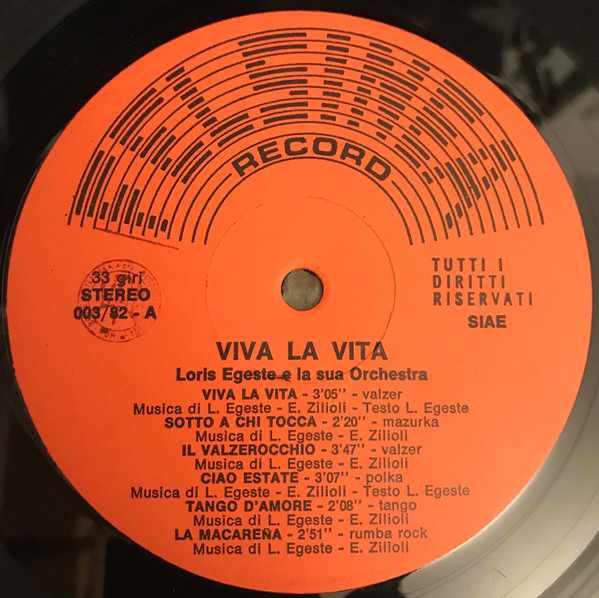 RECORD
TUTTI I
DIRITTI
RISERVATI
SIAE
33 giri
STEREO
003/82 - A
VIVA LA VITA
Loris Egeste e la sua Orchestra
VIVA LA VITA - 3'05'' - valzer
Musica di L. Egeste - E. Zilioli - Testo L. Egeste
SOTTO A CHI TOCCA - 2'20'' - mazurka
Musica di L. Egeste - E. Zilioli
IL VALZEROCCHIO - 3'47'' - valzer
Musica di L. Egeste - E. Zilioli
CIAO ESTATE - 3'07'' - polka
Musica di L. Egeste - E. Zilioli - Testo L. Egeste
TANGO D'AMORE - 2'08'' - tango
Musica di L. Egeste - E. Zilioli
LA MACAREÑA - 2'51'' - rumba rock
Musica di L. Egeste - E. Zilioli